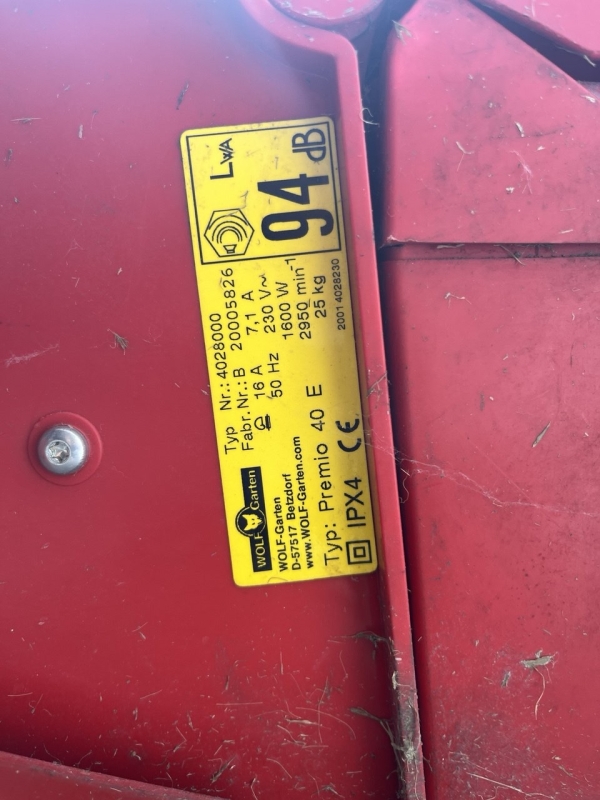 WOLF Garten
WOLF-Garten
D-57517 Betzdorf
www.WOLF-Garten.com
Typ: Premio 40 E
IPX4 CE
Typ Nr.: 4028000
Fabr.Nr.: B 20005826
16 A 7,1 A
50 Hz 230 V~
1600 W
2950 min-1
25 kg
2001 4028230
LWA
94 dB